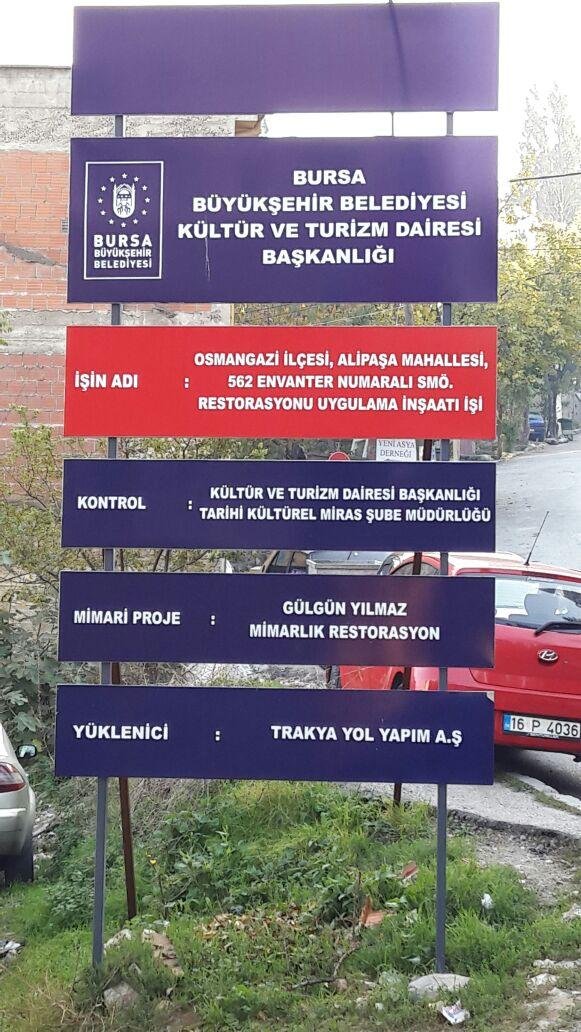 BURSA
BÜYÜKŞEHİR
BELEDİYESİ
BURSA
BÜYÜKŞEHİR BELEDİYESİ
KÜLTÜR VE TURİZM DAİRESİ
BAŞKANLIĞI
İŞİN ADI : OSMANGAZİ İLÇESİ, ALİPAŞA MAHALLESİ,
562 ENVANTER NUMARALI SMÖ.
RESTORASYONU UYGULAMA İNŞAATI İŞİ
YENİ ASYA
DERNEĞİ
KONTROL : KÜLTÜR VE TURİZM DAİRESİ BAŞKANLIĞI
TARİHİ KÜLTÜREL MİRAS ŞUBE MÜDÜRLÜĞÜ
MİMARİ PROJE : GÜLGÜN YILMAZ
MİMARLIK RESTORASYON
YÜKLENİCİ : TRAKYA YOL YAPIM A.Ş
16 P 4036